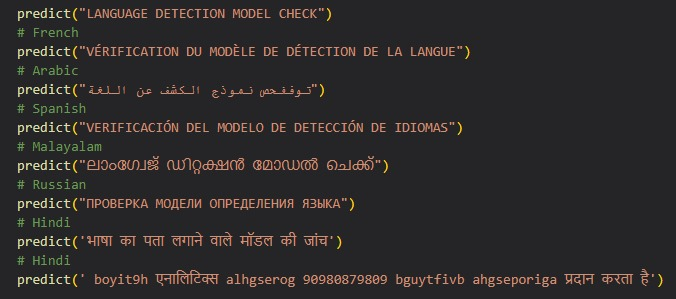 predict("LANGUAGE DETECTION MODEL CHECK")
# French
predict("VÉRIFICATION DU MODÈLE DE DÉTECTION DE LA LANGUE")
# Arabic
predict("توففحص نموذج الكشف عن اللغة")
# Spanish
predict("VERIFICACIÓN DEL MODELO DE DETECCIÓN DE IDIOMAS")
# Malayalam
predict("ലാംഗ്വേജ് ഡിറ്റക്ഷൻ മോഡൽ ചെക്ക്")
# Russian
predict("ПРОВЕРКА МОДЕЛИ ОПРЕДЕЛЕНИЯ ЯЗЫКА")
# Hindi
predict('भाषा का पता लगाने वाले मॉडल की जांच')
# Hindi
predict(' boyit9h एनालिटिक्स alhgserog 90980879809 bguytfivb ahgseporiga प्रदान करता है')